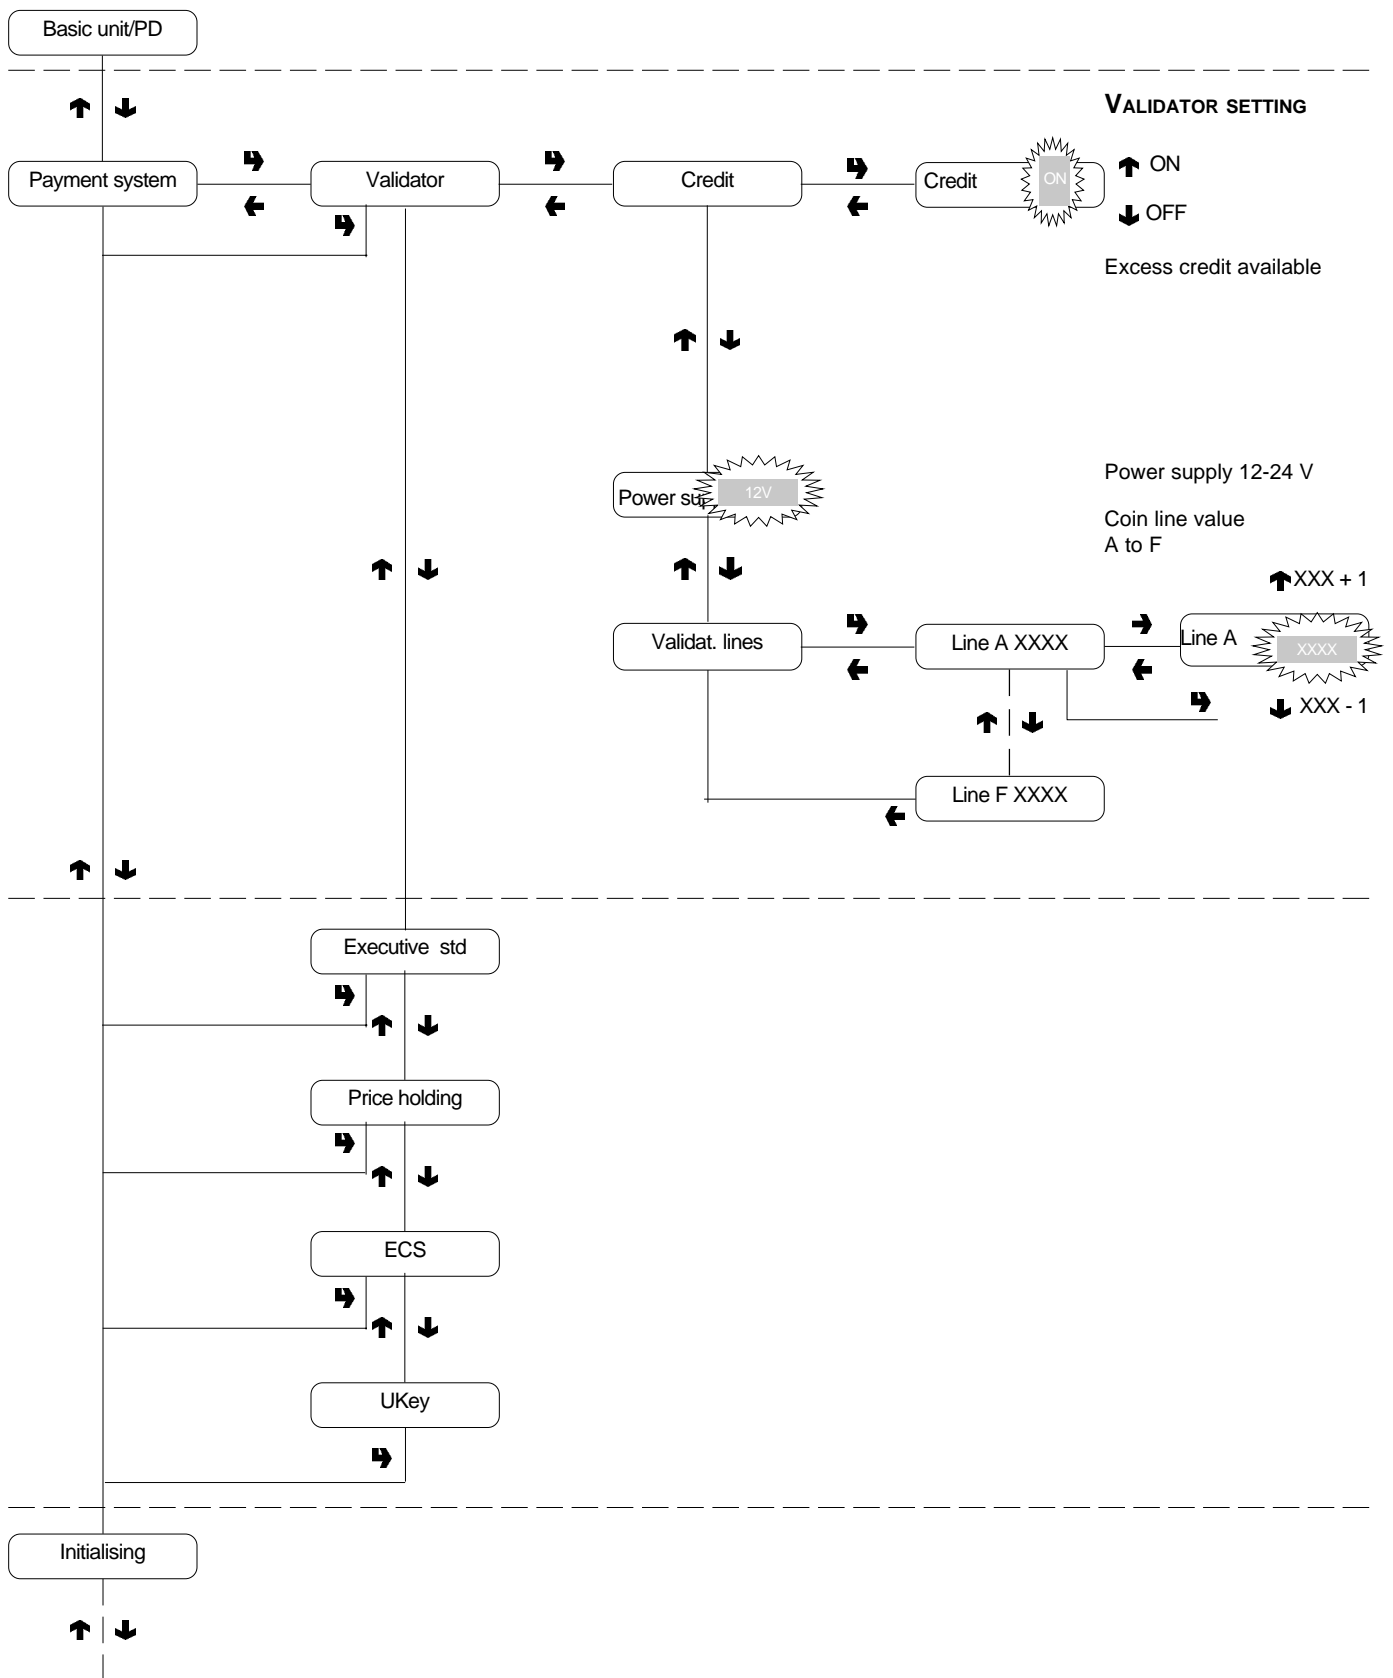 Basic unit/PD
VALIDATOR SETTING
Payment system
Validator
Credit
Credit
ON
ON
OFF
Excess credit available
Power
12V
Power supply 12-24 V
Coin line value
A to F
XXX + 1
Validat. lines
Line A XXXX
Line A
XXXX
XXX - 1
Line F XXXX
Executive std
Price holding
ECS
UKey
Initialising